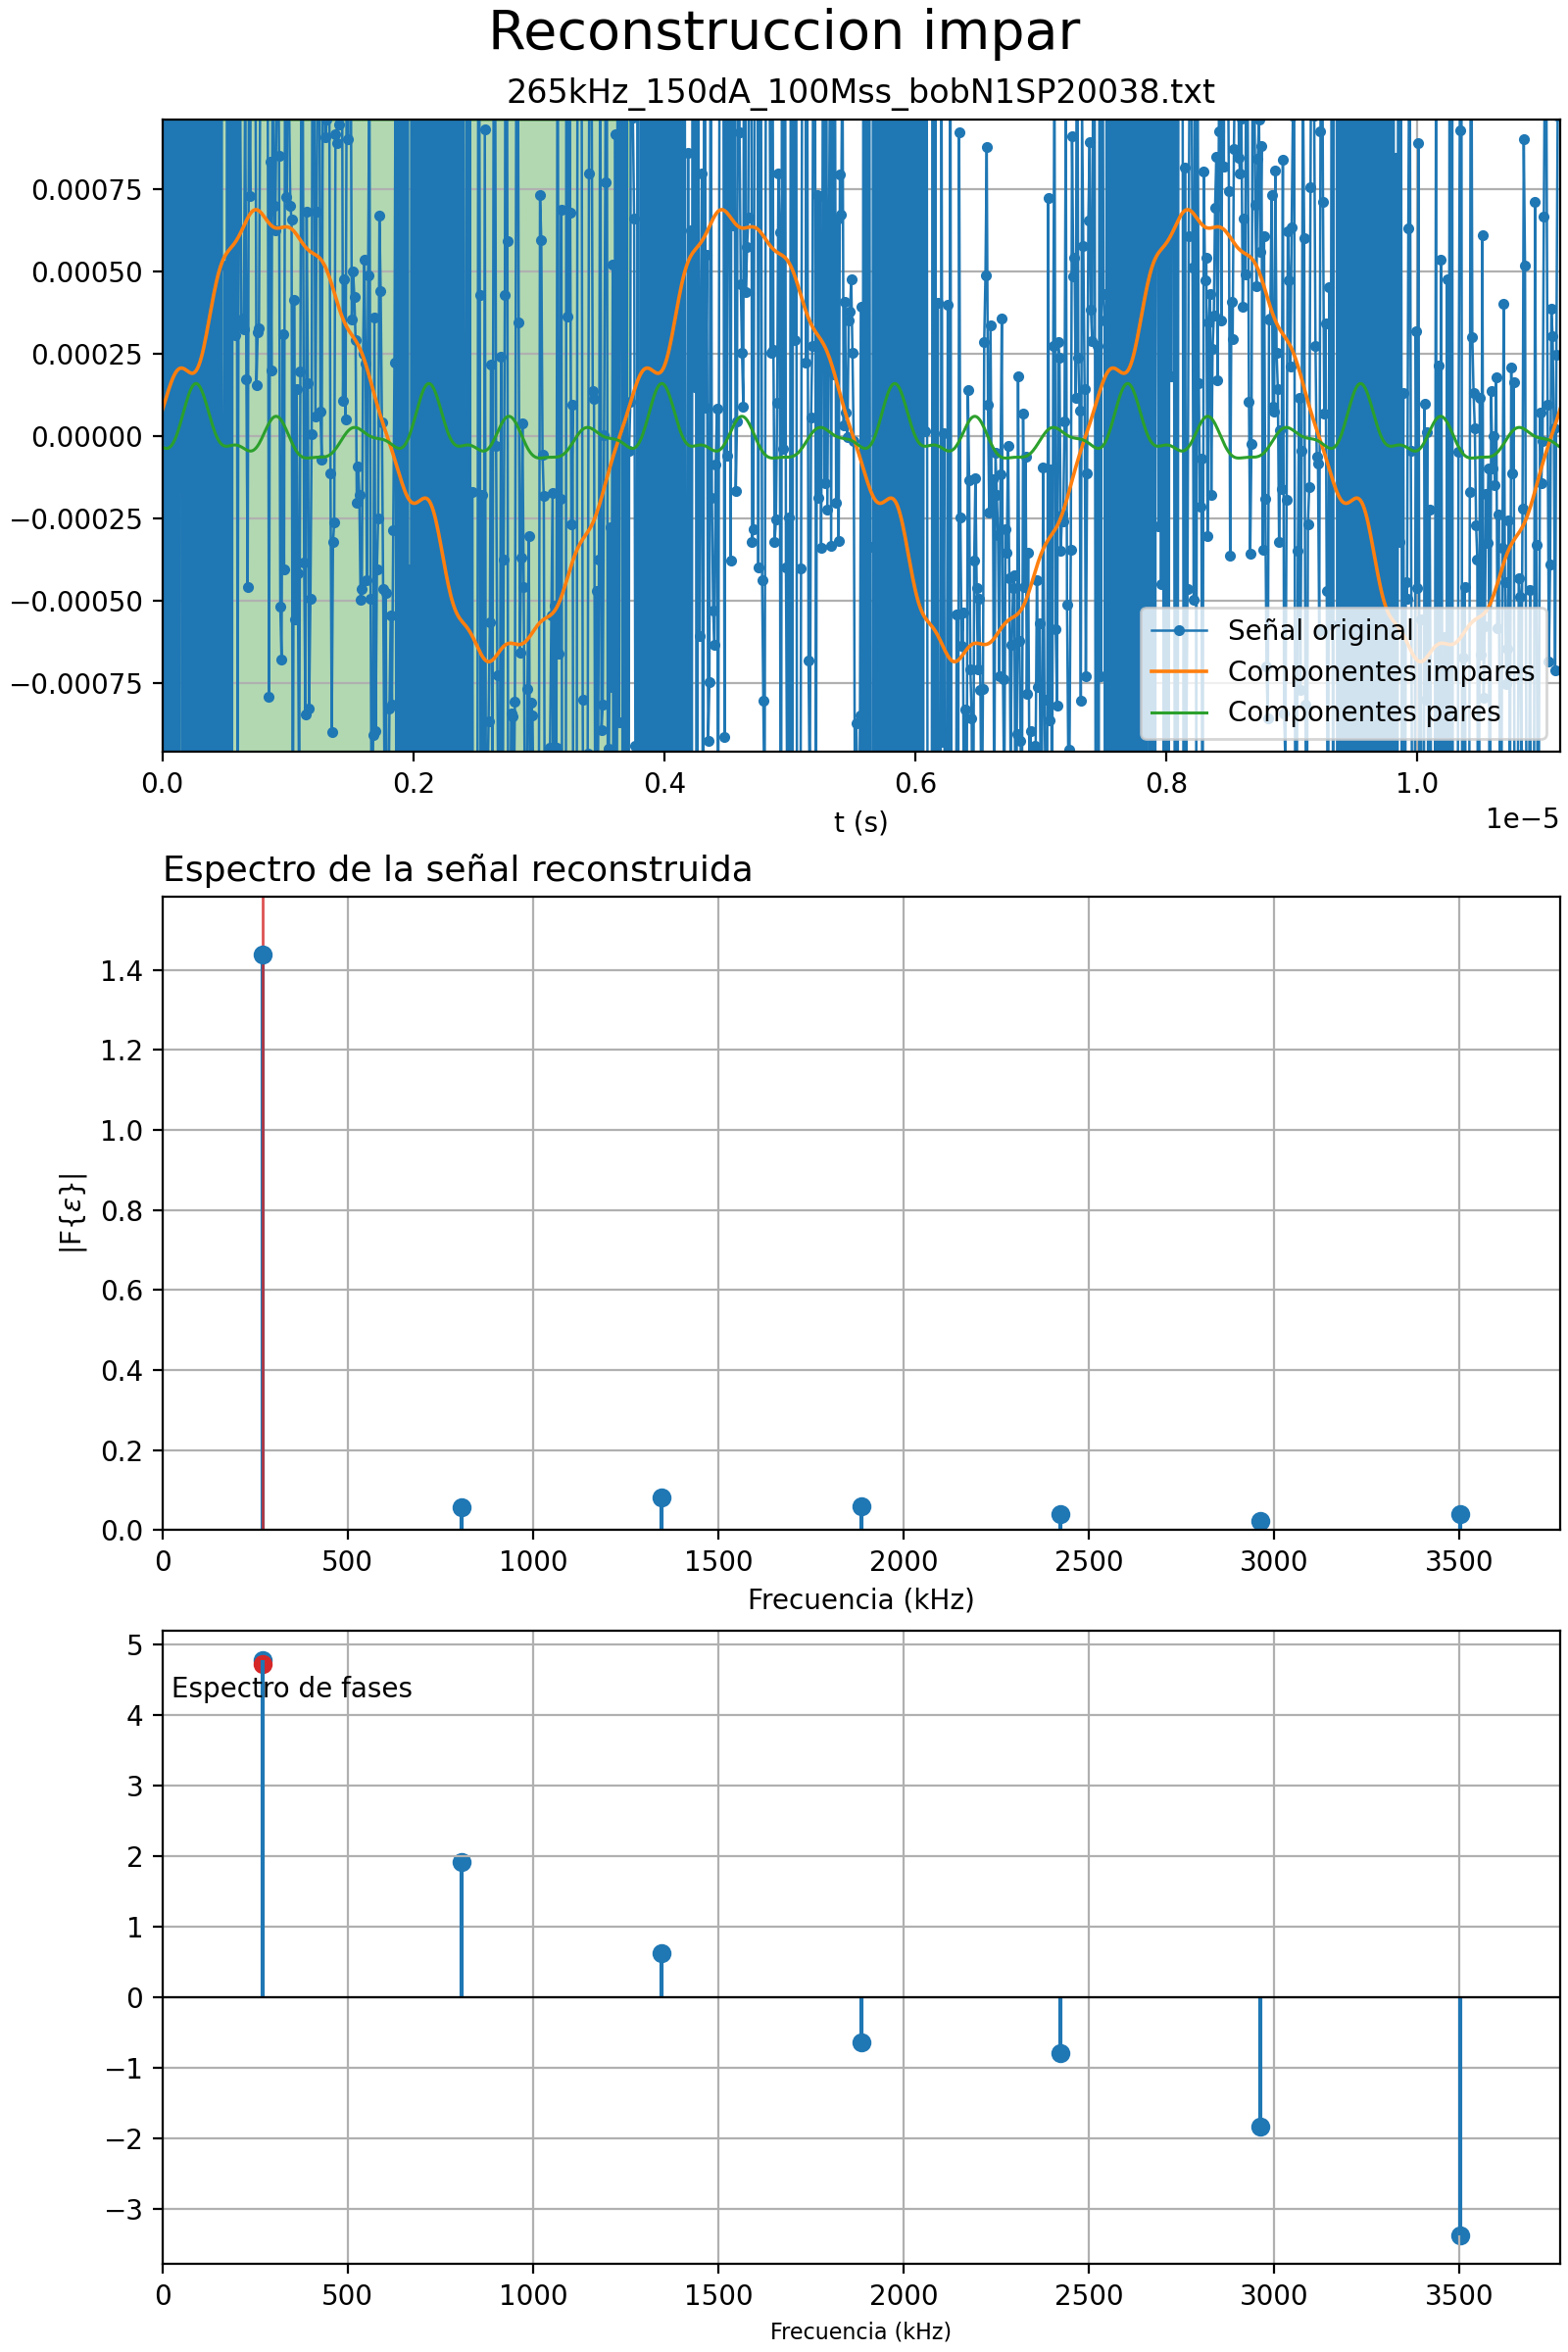 Reconstruccion impar
265kHz_150dA_100Mss_bobN1SP20038.txt
0.00075
0.00050
0.00025
0.00000
−0.00025
−0.00050
−0.00075
Señal original
Componentes impares
Componentes pares
0.0 0.2 0.4 0.6 0.8 1.0
1e−5
t (s)
Espectro de la señal reconstruida
1.4
1.2
1.0
0.8
0.6
0.4
0.2
0.0
|F{ε}|
0 500 1000 1500 2000 2500 3000 3500
Frecuencia (kHz)
5
Espectro de fases
4
3
2
1
0
−1
−2
−3
0 500 1000 1500 2000 2500 3000 3500
Frecuencia (kHz)